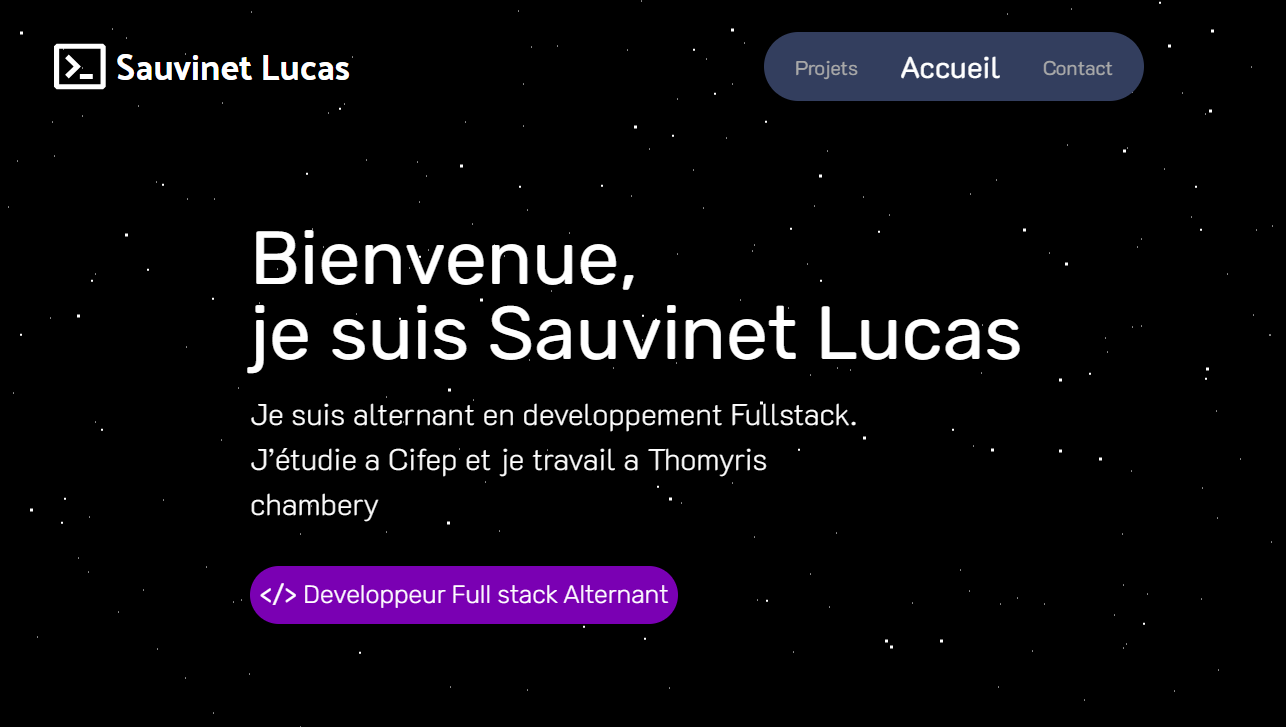 Sauvinet Lucas
Projets Accueil Contact
Bienvenue,
je suis Sauvinet Lucas
Je suis alternant en developpement Fullstack.
J’étudie a Cifep et je travail a Thomyris
chambery
</> Developpeur Full stack Alternant